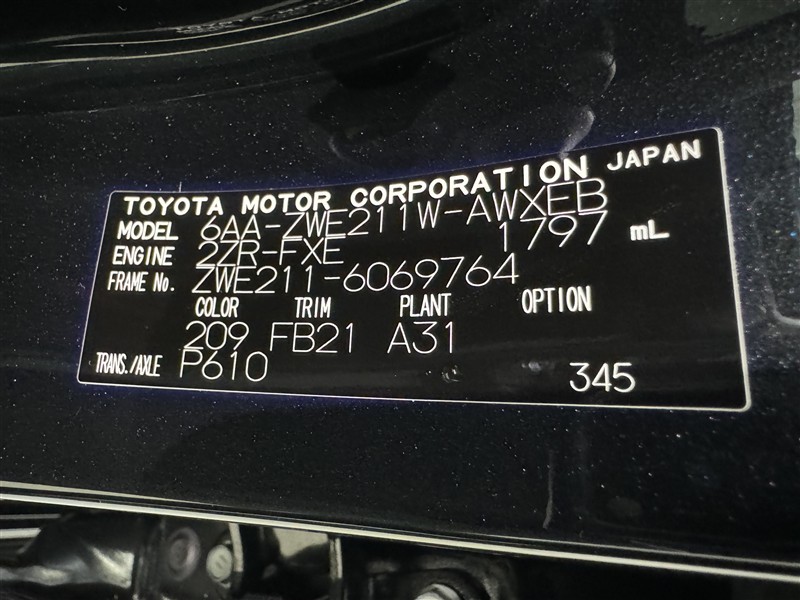 TOYOTA MOTOR CORPORATION JAPAN
MODEL 6AA-ZWE211W-AWXEB
ENGINE 2ZR-FXE 1797 mL
FRAME No. ZWE211-6069764
COLOR TRIM PLANT OPTION
209 FB21 A31
TRANS./AXLE P610 345